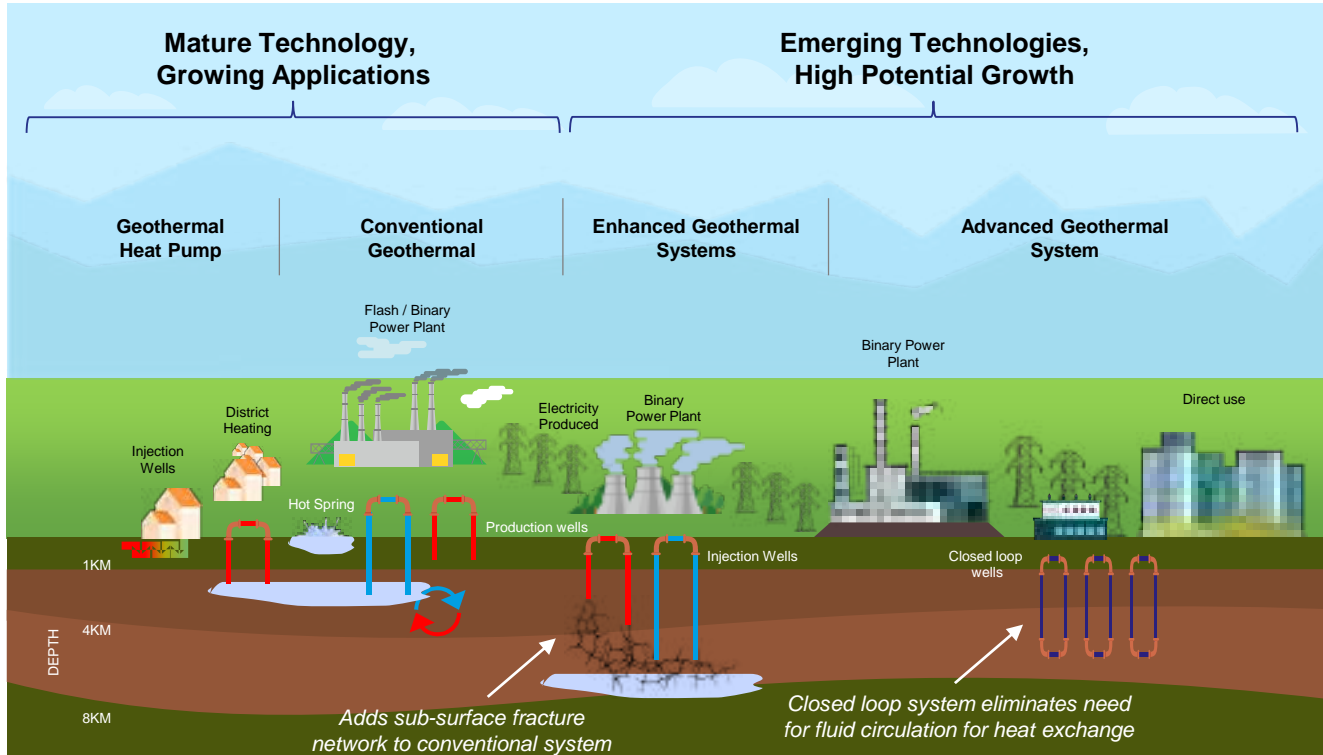 Mature Technology,
Growing Applications
Emerging Technologies,
High Potential Growth
Geothermal
Heat Pump
Conventional
Geothermal
Enhanced Geothermal
Systems
Advanced Geothermal
System
Flash / Binary
Power Plant
Binary Power
Plant
District
Heating
Electricity
Produced
Binary
Power Plant
Direct use
Injection
Wells
Hot Spring
Production wells
Injection Wells
Closed loop
wells
1KM
4KM
8KM
DEPTH
Adds sub-surface fracture
network to conventional system
Closed loop system eliminates need
for fluid circulation for heat exchange